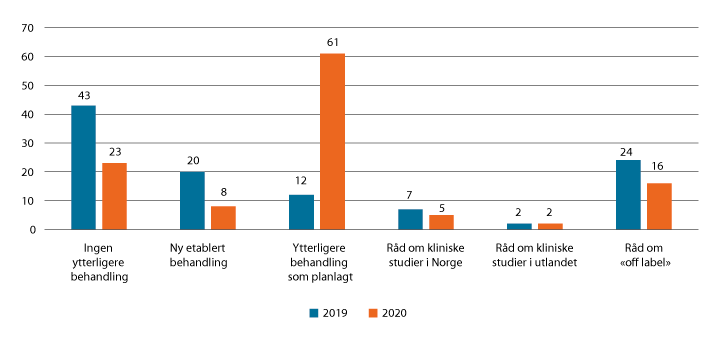 70
60
50
40
30
20
10
0
43
23
20
8
12
61
7
5
2
2
24
16
Ingen
ytterligere
behandling
Ny etablert
behandling
Ytterligere
behandling
som planlagt
Råd om kliniske
studier i Norge
Råd om kliniske
studier i utlandet
Råd om
«off label»
2019
2020